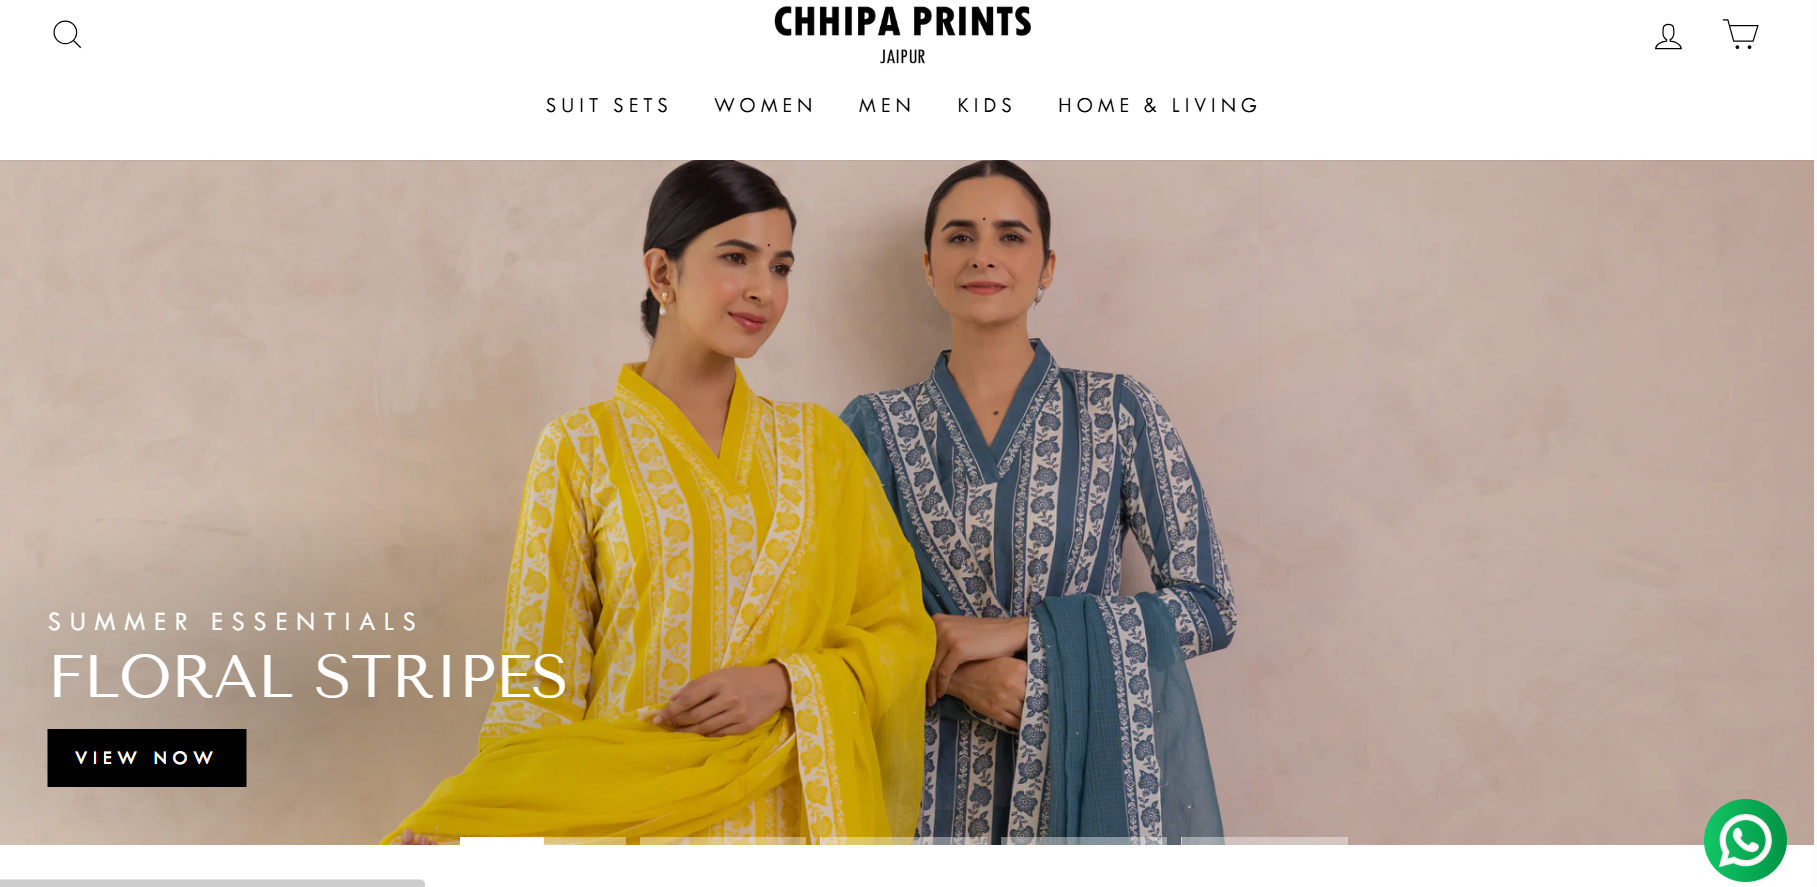 CHHIPA PRINTS
JAIPUR
SUIT SETS WOMEN MEN KIDS HOME & LIVING
SUMMER ESSENTIALS
FLORAL STRIPES
VIEW NOW